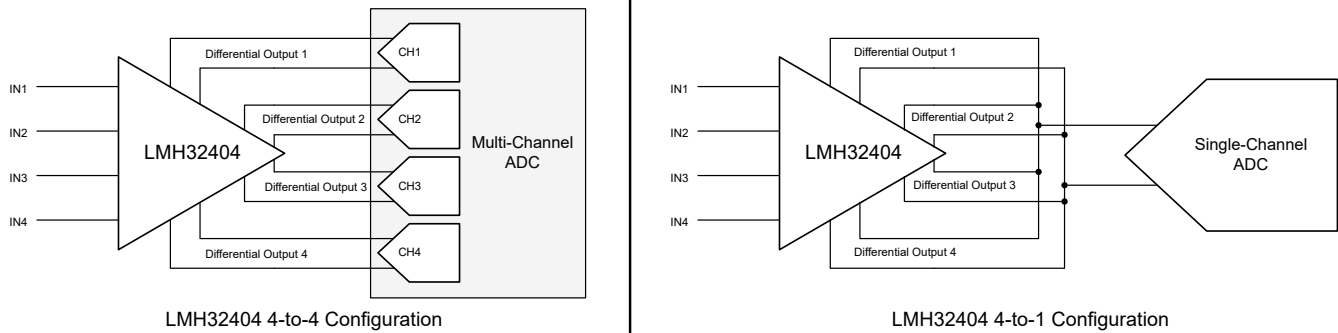 Differential Output 1
CH1
IN1
Differential Output 2
CH2
IN2
LMH32404
Multi-Channel
ADC
IN3
Differential Output 3
CH3
IN4
Differential Output 4
CH4
LMH32404 4-to-4 Configuration
Differential Output 1
IN1
Differential Output 2
IN2
LMH32404
Single-Channel
ADC
IN3
Differential Output 3
IN4
Differential Output 4
LMH32404 4-to-1 Configuration